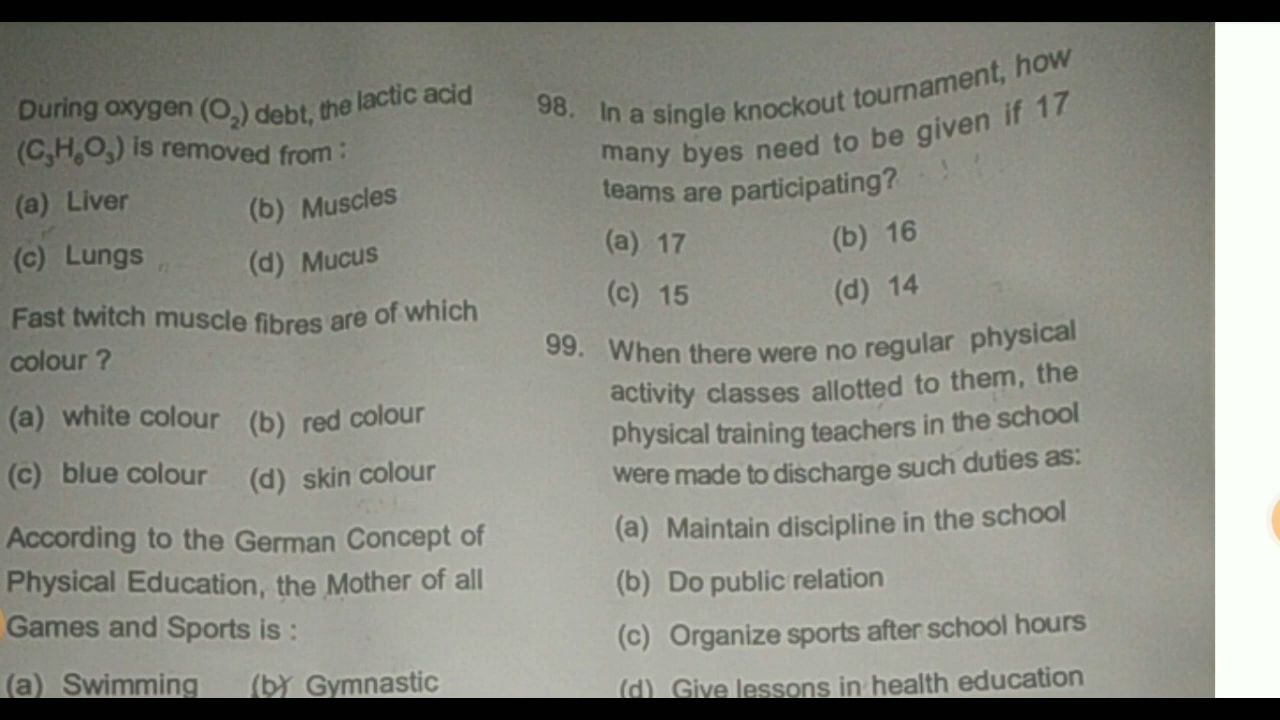 During oxygen (O₂) debt, the lactic acid
(C₃H₆O₃) is removed from :
(a) Liver (b) Muscles
(c) Lungs (d) Mucus
Fast twitch muscle fibres are of which
colour ?
(a) white colour (b) red colour
(c) blue colour (d) skin colour
According to the German Concept of
Physical Education, the Mother of all
Games and Sports is :
(a) Swimming (b) Gymnastic
98. In a single knockout tournament, how
many byes need to be given if 17
teams are participating?
(a) 17 (b) 16
(c) 15 (d) 14
99. When there were no regular physical
activity classes allotted to them, the
physical training teachers in the school
were made to discharge such duties as:
(a) Maintain discipline in the school
(b) Do public relation
(c) Organize sports after school hours
(d) Give lessons in health education